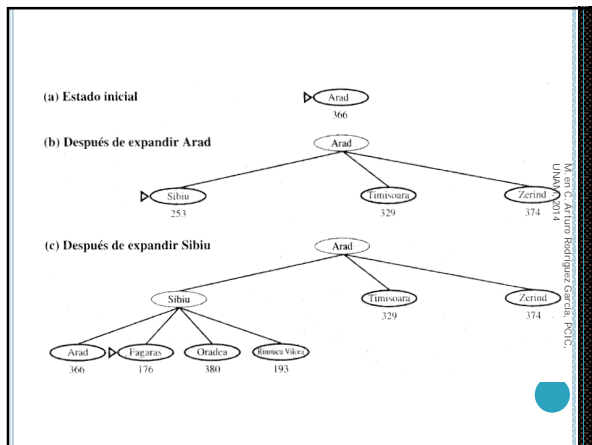 (a) Estado inicial
Arad
366
(b) Después de expandir Arad
Arad
Sibiu
Timisoara
Zerind
253
329
374
(c) Después de expandir Sibiu
Arad
Sibiu
Timisoara
Zerind
329
374
Arad
Fagaras
Oradea
Rimnicu Vilcea
366
176
380
193
M. en C. Arturo Rodríguez García, PCIC,
UNAM, 2014